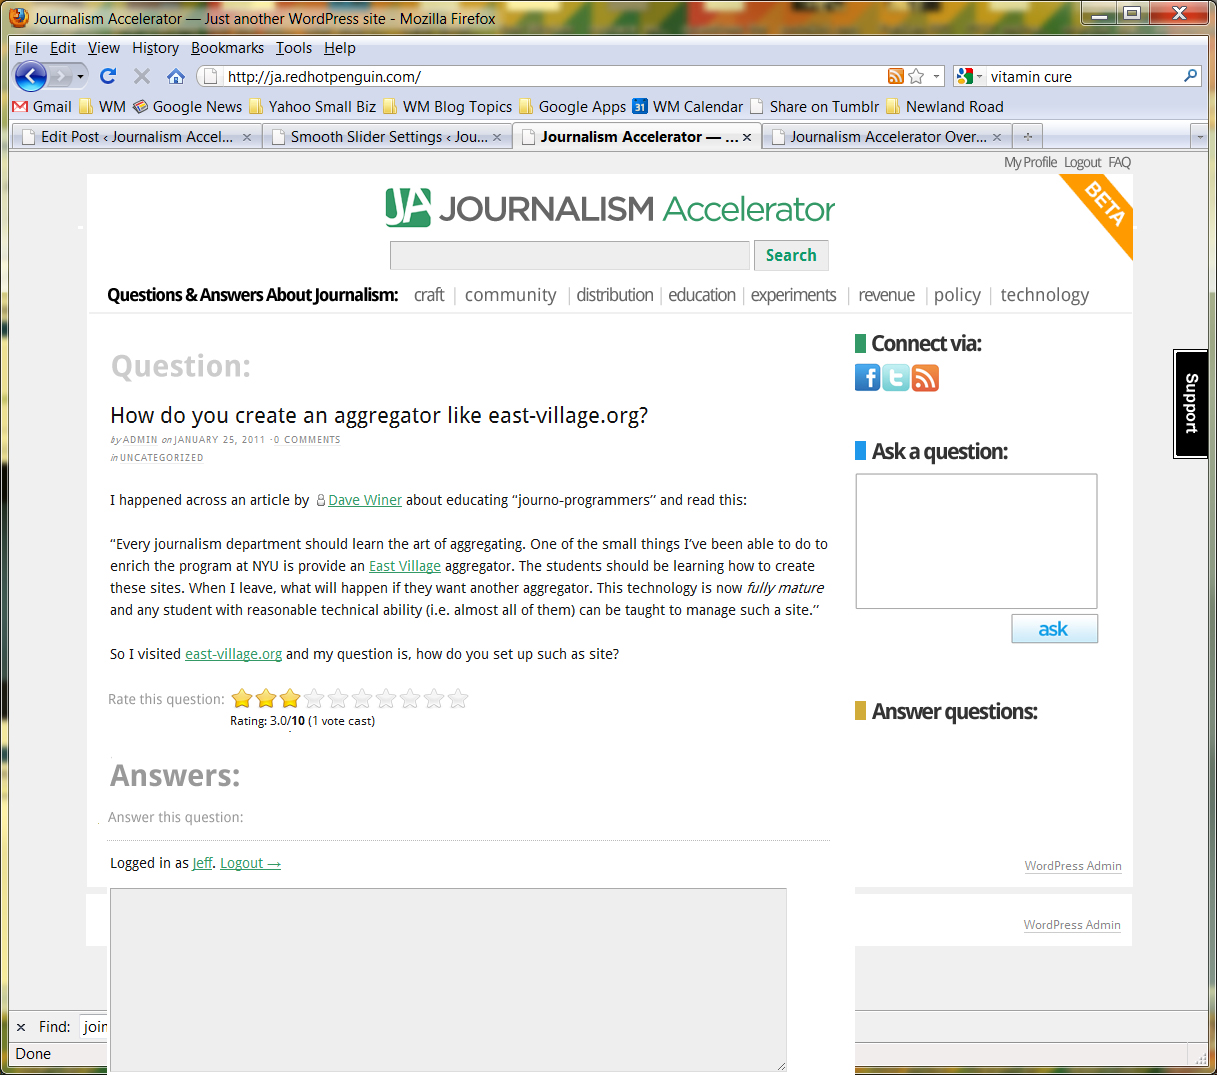 Journalism Accelerator — Just another WordPress site - Mozilla Firefox
File Edit View History Bookmarks Tools Help
http://ja.redhotpenguin.com/ vitamin cure
Gmail WM Google News Yahoo Small Biz WM Blog Topics Google Apps 31 WM Calendar Share on Tumblr Newland Road
Edit Post ‹ Journalism Accel... Smooth Slider Settings ‹ Jou... Journalism Accelerator — ... Journalism Accelerator Over...
My Profile Logout FAQ
JA JOURNALISM Accelerator
BETA
Search
Questions & Answers About Journalism: craft | community | distribution | education | experiments | revenue | policy | technology
Question:
How do you create an aggregator like east-village.org?
by ADMIN on JANUARY 25, 2011 · 0 COMMENTS
in UNCATEGORIZED
I happened across an article by Dave Winer about educating “journo-programmers” and read this:
“Every journalism department should learn the art of aggregating. One of the small things I’ve been able to do to
enrich the program at NYU is provide an East Village aggregator. The students should be learning how to create
these sites. When I leave, what will happen if they want another aggregator. This technology is now fully mature
and any student with reasonable technical ability (i.e. almost all of them) can be taught to manage such a site.”
So I visited east-village.org and my question is, how do you set up such as site?
Rate this question:
Rating: 3.0/10 (1 vote cast)
Answers:
Answer this question:
Logged in as Jeff. Logout →
Connect via:
Ask a question:
ask
Answer questions:
WordPress Admin
WordPress Admin
Support
Find: join
Done